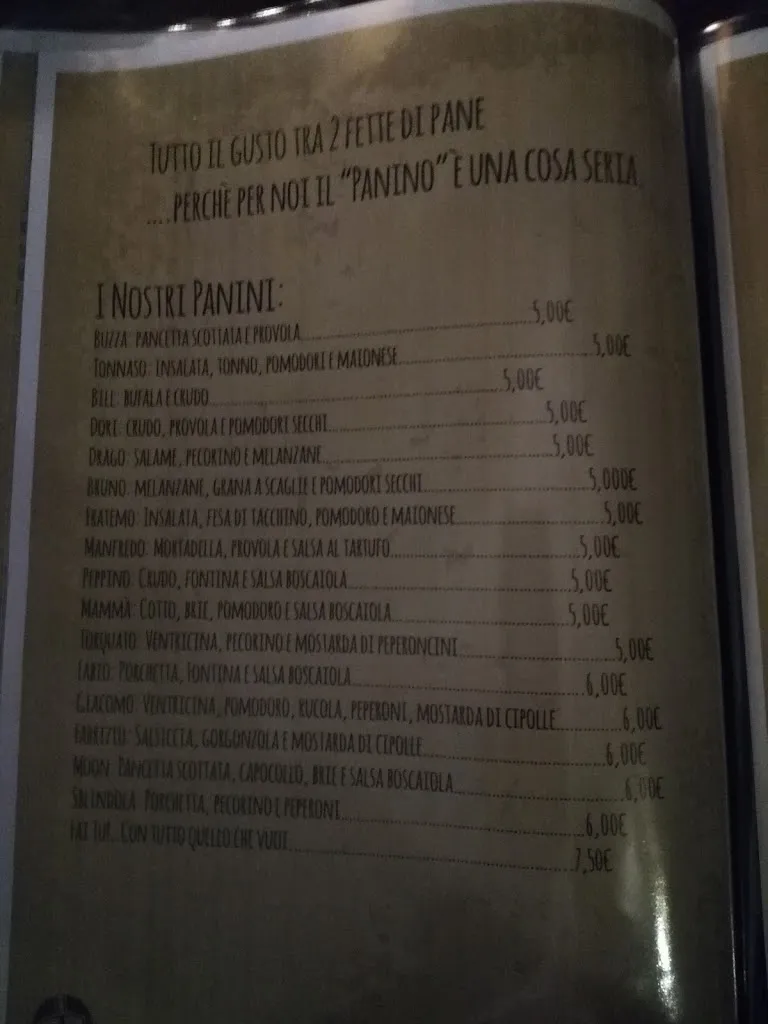 Tutto il gusto tra 2 fette di pane
....perchè per noi il "panino" è una cosa seria
I Nostri Panini:
Buzza: pancetta scottata e provola 5,00€
Tonnaso: insalata, tonno, pomodori e maionese 5,00€
Bill: bufala e crudo 5,00€
Dori: crudo, provola e pomodori secchi 5,00€
Drago: salame, pecorino e melanzane 5,00€
Bruno: melanzane, grana a scaglie e pomodori secchi 5,000€
Fratemo: Insalata, fesa di tacchino, pomodoro e maionese 5,00€
Manfredo: Mortadella, provola e salsa al tartufo 5,00€
Peppino: Crudo, fontina e salsa boscaiola 5,00€
Mammà: Cotto, brie, pomodoro e salsa boscaiola 5,00€
Torquato: Ventricina, pecorino e mostarda di peperoncini 5,00€
Fabio: Porchetta, fontina e salsa boscaiola 6,00€
Giacomo: Ventricina, pomodoro, rucola, peperoni, mostarda di cipolle 6,00€
Fabrizio: Salsiccia, gorgonzola e mostarda di cipolle 6,00€
Moon: Pancetta scottata, capocollo, brie e salsa boscaiola 6,00€
Porchetta, pecorino e peperoni 6,00€
Fai tu!.. Con tutto quello che vuoi 7,50€